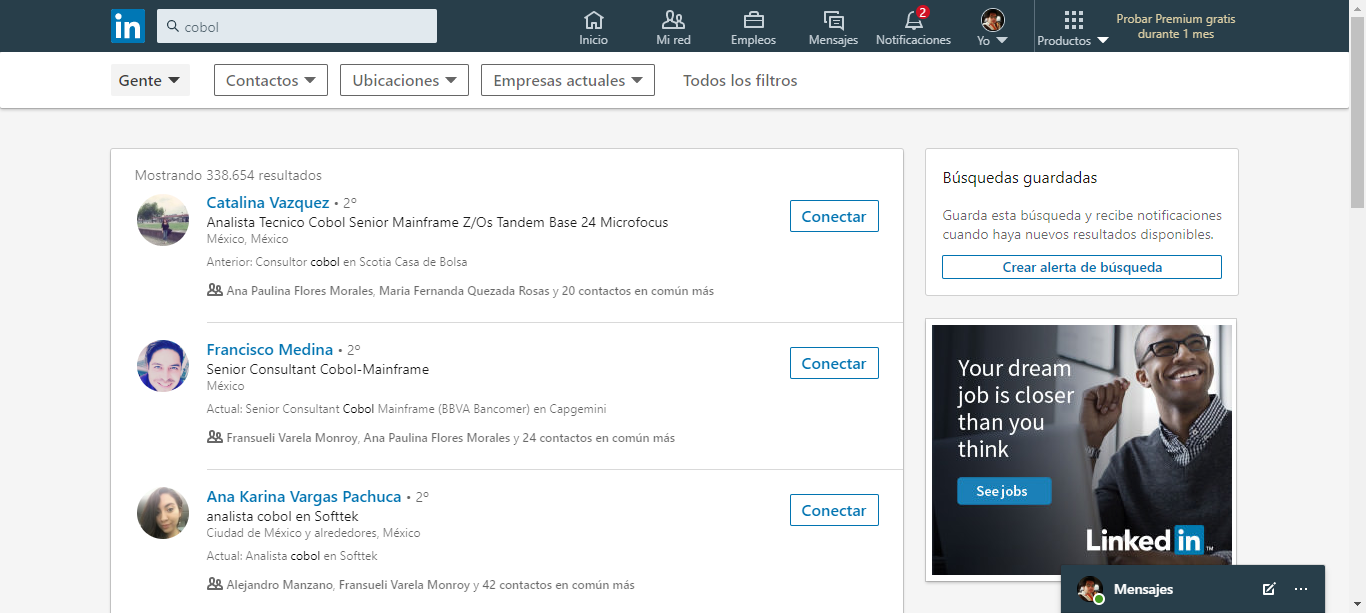 in
cobol
Inicio
Mi red
Empleos
Mensajes
2
Notificaciones
Yo
Productos
Probar Premium gratis
durante 1 mes
Gente
Contactos
Ubicaciones
Empresas actuales
Todos los filtros
Mostrando 338.654 resultados
Catalina Vazquez • 2º
Analista Tecnico Cobol Senior Mainframe Z/Os Tandem Base 24 Microfocus
México, México
Anterior: Consultor cobol en Scotia Casa de Bolsa
Ana Paulina Flores Morales, Maria Fernanda Quezada Rosas y 20 contactos en común más
Conectar
Francisco Medina • 2º
Senior Consultant Cobol-Mainframe
México
Actual: Senior Consultant Cobol Mainframe (BBVA Bancomer) en Capgemini
Fransueli Varela Monroy, Ana Paulina Flores Morales y 24 contactos en común más
Conectar
Ana Karina Vargas Pachuca • 2º
analista cobol en Softtek
Ciudad de México y alrededores, México
Actual: Analista cobol en Softtek
Alejandro Manzano, Fransueli Varela Monroy y 42 contactos en común más
Conectar
Búsquedas guardadas
Guarda esta búsqueda y recibe notificaciones
cuando haya nuevos resultados disponibles.
Crear alerta de búsqueda
Your dream
job is closer
than you
think
See jobs
Linked in ™
Mensajes